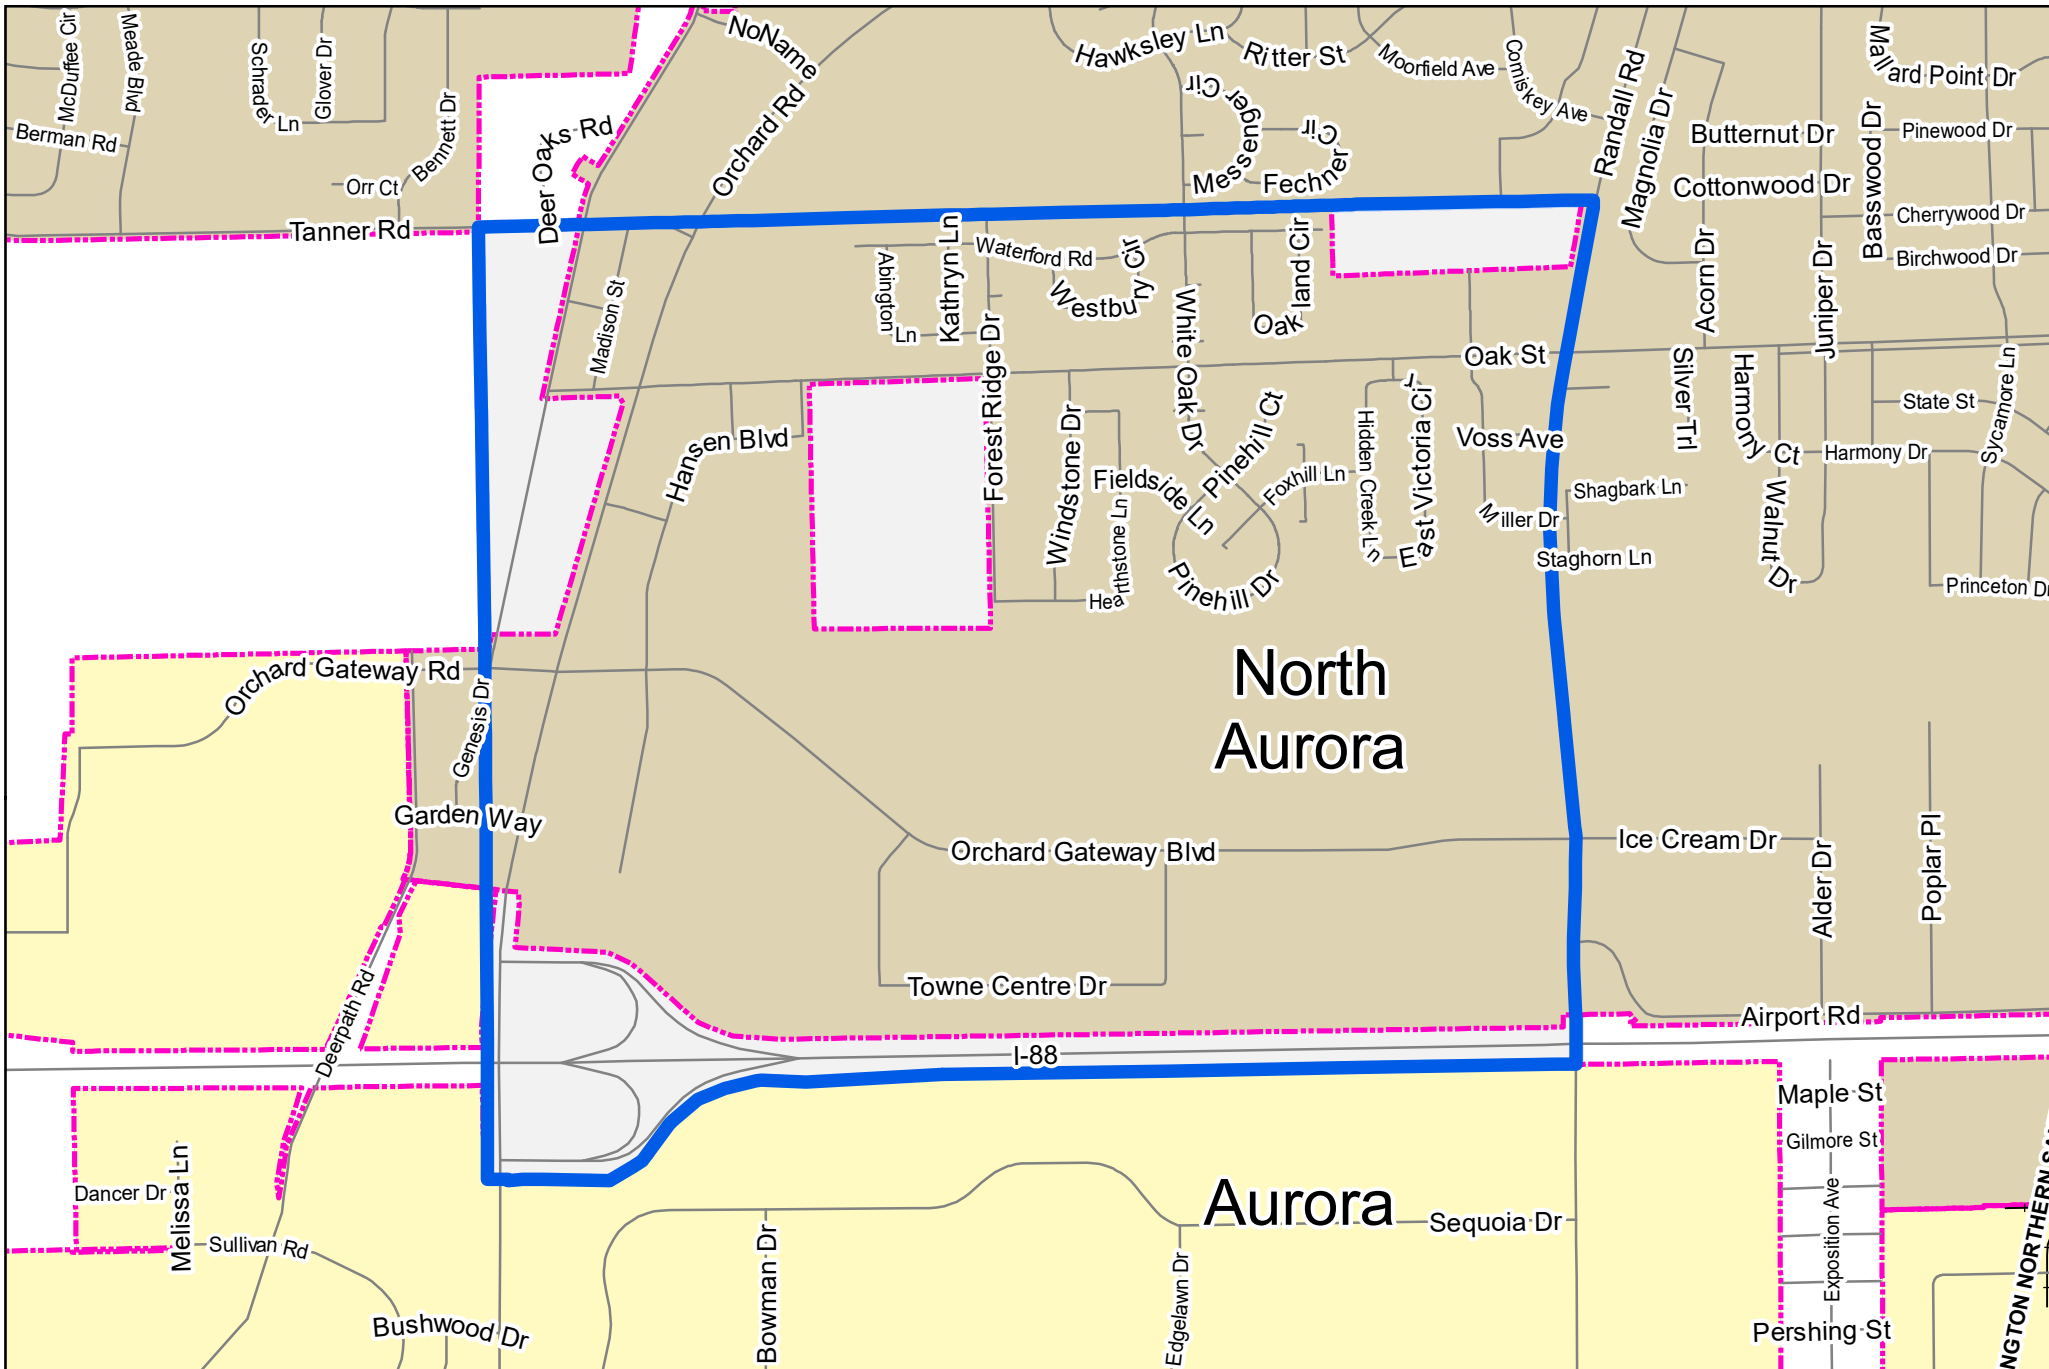 McDuffee Cir
Meade Blvd
Schrader Ln
Glover Dr
Bennett Dr
Berman Rd
Orr Ct
Tanner Rd
Deer Oaks Rd
NoName
Orchard Rd
Hawksley Ln
Ritter St
Moorfield Ave
Comiskey Ave
Messenger Cir
Fechner Cir
Randall Rd
Magnolia Dr
Mallard Point Dr
Butternut Dr
Basswood Dr
Pinewood Dr
Cottonwood Dr
Cherrywood Dr
Birchwood Dr
Acorn Dr
Juniper Dr
Madison St
Abington Ln
Kathryn Ln
Waterford Rd
Westbury Cir
White Oak Dr
Oakland Cir
Forest Ridge Dr
Oak St
Silver Trl
Harmony Ct
Harmony Dr
State St
Sycamore Ln
Hansen Blvd
Windstone Dr
Fieldside Ln
Hearthstone Ln
Pinehill Ct
Foxhill Ln
Hidden Creek Ln
East Victoria Cir
Voss Ave
Miller Dr
Shagbark Ln
Staghorn Ln
Walnut Dr
Princeton Dr
Pinehill Dr
North
Aurora
Orchard Gateway Rd
Genesis Dr
Garden Way
Orchard Gateway Blvd
Ice Cream Dr
Alder Dr
Poplar Pl
Towne Centre Dr
Airport Rd
Deerpath Rd
I-88
Maple St
Gilmore St
Exposition Ave
Pershing St
Dancer Dr
Melissa Ln
Sullivan Rd
Bushwood Dr
Bowman Dr
Edgelawn Dr
Aurora
Sequoia Dr
NGTON NORTHERN SA